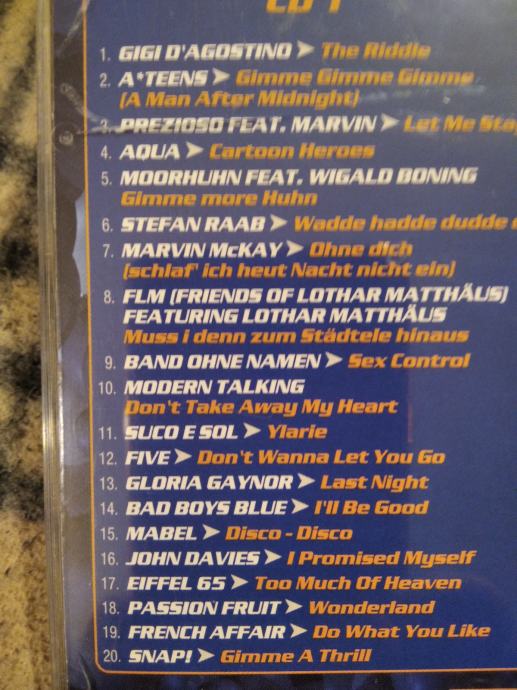 CD 1
1. GIGI D'AGOSTINO ➤ The Riddle
2. A*TEENS ➤ Gimme Gimme Gimme
(A Man After Midnight)
3. PREZIOSO FEAT. MARVIN ➤ Let Me
4. AQUA ➤ Cartoon Heroes
5. MOORHUHN FEAT. WIGALD BONING
Gimme more Huhn
6. STEFAN RAAB ➤ Wadde hadde dudde
7. MARVIN McKAY ➤ Ohne dich
(schlaf' ich heut Nacht nicht ein)
8. FLM (FRIENDS OF LOTHAR MATTHÄUS)
FEATURING LOTHAR MATTHÄUS
Muss i denn zum Städtele hinaus
9. BAND OHNE NAMEN ➤ Sex Control
10. MODERN TALKING
Don't Take Away My Heart
11. SUCO E SOL ➤ Ylarie
12. FIVE ➤ Don't Wanna Let You Go
13. GLORIA GAYNOR ➤ Last Night
14. BAD BOYS BLUE ➤ I'll Be Good
15. MABEL ➤ Disco - Disco
16. JOHN DAVIES ➤ I Promised Myself
17. EIFFEL 65 ➤ Too Much Of Heaven
18. PASSION FRUIT ➤ Wonderland
19. FRENCH AFFAIR ➤ Do What You Like
20. SNAP! ➤ Gimme A Thrill